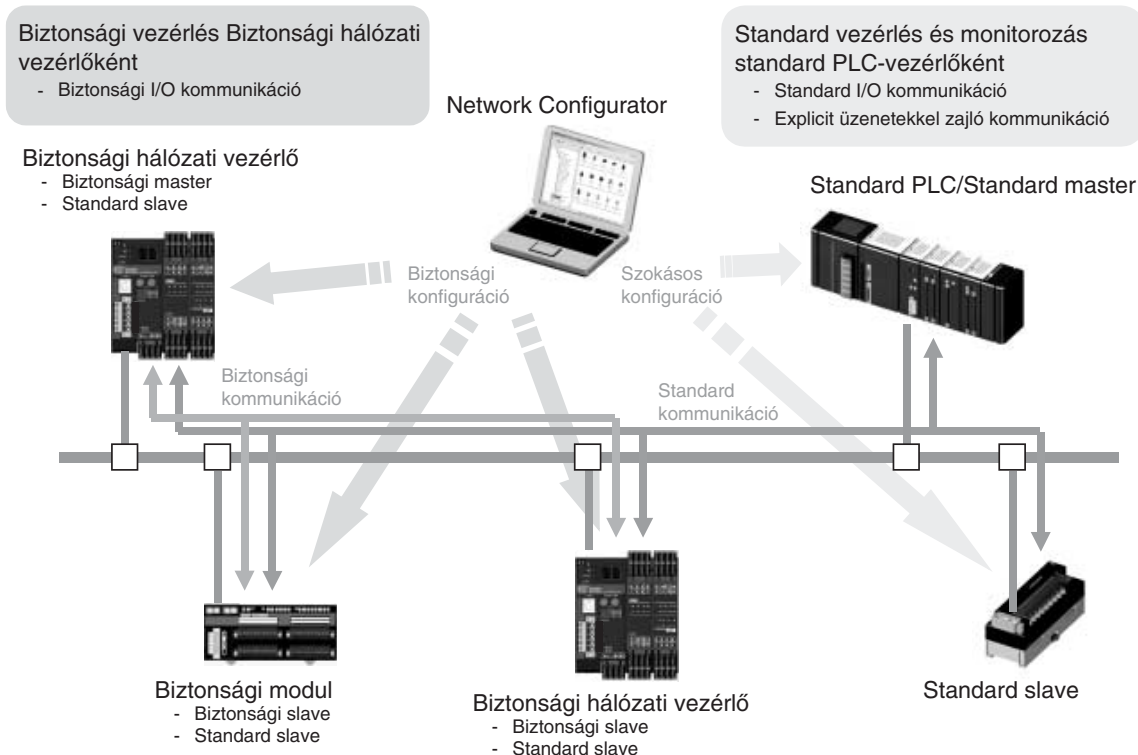 Biztonsági vezérlés Biztonsági hálózati
vezérlőként
- Biztonsági I/O kommunikáció
Standard vezérlés és monitorozás
standard PLC-vezérlőként
- Standard I/O kommunikáció
- Explicit üzenetekkel zajló kommunikáció
Network Configurator
Biztonsági hálózati vezérlő
- Biztonsági master
- Standard slave
Standard PLC/Standard master
Biztonsági
konfiguráció
Szokásos
konfiguráció
Biztonsági
kommunikáció
Standard
kommunikáció
Biztonsági modul
- Biztonsági slave
- Standard slave
Biztonsági hálózati vezérlő
- Biztonsági slave
- Standard slave
Standard slave